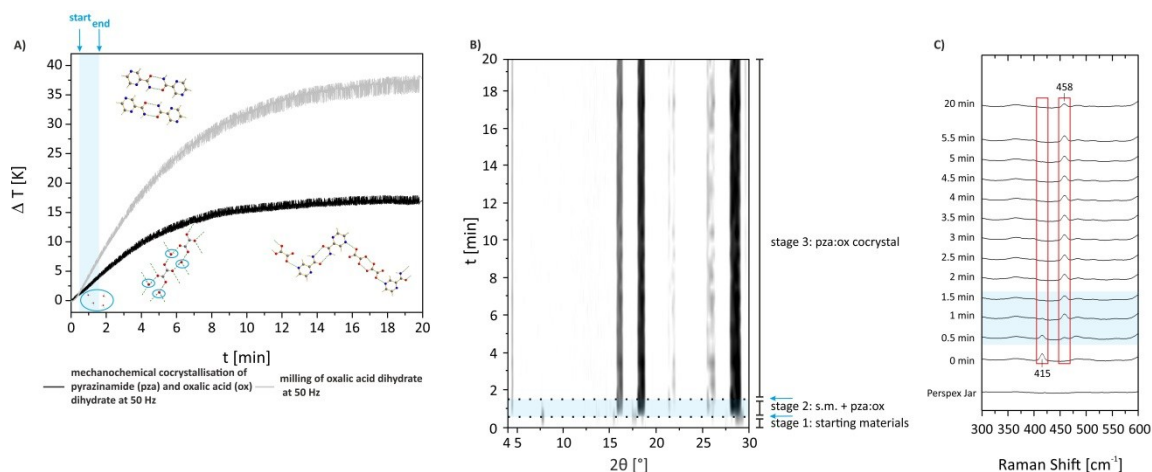 start
end
A)
Δ T [K]
40
35
30
25
20
15
10
5
0
0 2 4 6 8 10 12 14 16 18 20
t [min]
mechanochemical cocrystallisation of
pyrazinamide (pza) and oxalic acid (ox)
dihydrate at 50 Hz
milling of oxalic acid dihydrate
at 50 Hz
B)
t [min]
20
18
16
14
12
10
8
6
4
2
0
4 5 10 15 20 25 30
2θ [°]
stage 3: pza:ox cocrystal
stage 2: s.m. + pza:ox
stage 1: starting materials
C)
458
20 min
5.5 min
5 min
4.5 min
4 min
3.5 min
3 min
2.5 min
2 min
1.5 min
1 min
0.5 min
0 min
415
Perspex Jar
300 350 400 450 500 550 600
Raman Shift [cm⁻¹]